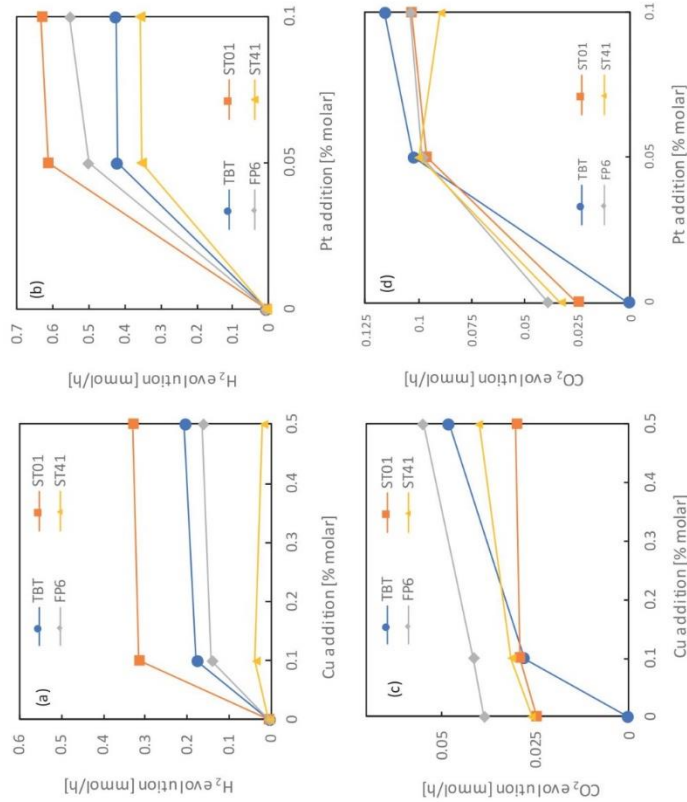 (a)
TBT
ST01
FP6
ST41
0.6
0.5
0.4
0.3
0.2
0.1
0
H₂ evolution [mmol/h]
0
0.1
0.2
0.3
0.4
0.5
Cu addition [% molar]
(b)
TBT
ST01
FP6
ST41
0.7
0.6
0.5
0.4
0.3
0.2
0.1
0
H₂ evolution [mmol/h]
0
0.05
0.1
Pt addition [% molar]
(c)
TBT
ST01
FP6
ST41
0.05
0.025
0
CO₂ evolution [mmol/h]
0
0.1
0.2
0.3
0.4
0.5
Cu addition [% molar]
(d)
TBT
ST01
FP6
ST41
0.125
0.1
0.075
0.05
0.025
0
CO₂ evolution [mmol/h]
0
0.05
0.1
Pt addition [% molar]